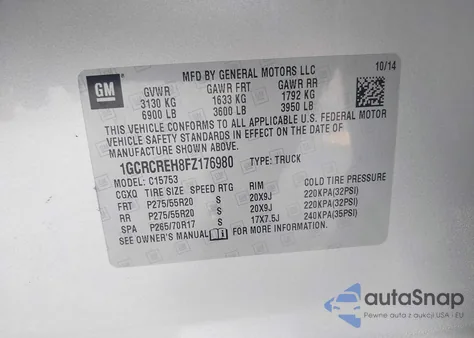 GM
MFD BY GENERAL MOTORS LLC 10/14
GVWR GAWR FRT GAWR RR
3130 KG 1633 KG 1792 KG
6900 LB 3600 LB 3950 LB
THIS VEHICLE CONFORMS TO ALL APPLICABLE U.S. FEDERAL MOTOR
VEHICLE SAFETY STANDARDS IN EFFECT ON THE DATE OF
MANUFACTURE SHOWN ABOVE.
1GCRCREH8FZ176980 TYPE: TRUCK
MODEL: C15753
CGXQ TIRE SIZE SPEED RTG RIM COLD TIRE PRESSURE
FRT P275/55R20 S 20X9J 220KPA(32PSI)
RR P275/55R20 S 20X9J 220KPA(32PSI)
SPA P265/70R17 S 17X7.5J 240KPA(35PSI)
SEE OWNER'S MANUAL FOR MORE INFORMATION.
autoSnap
Pewne auta z USA - EU